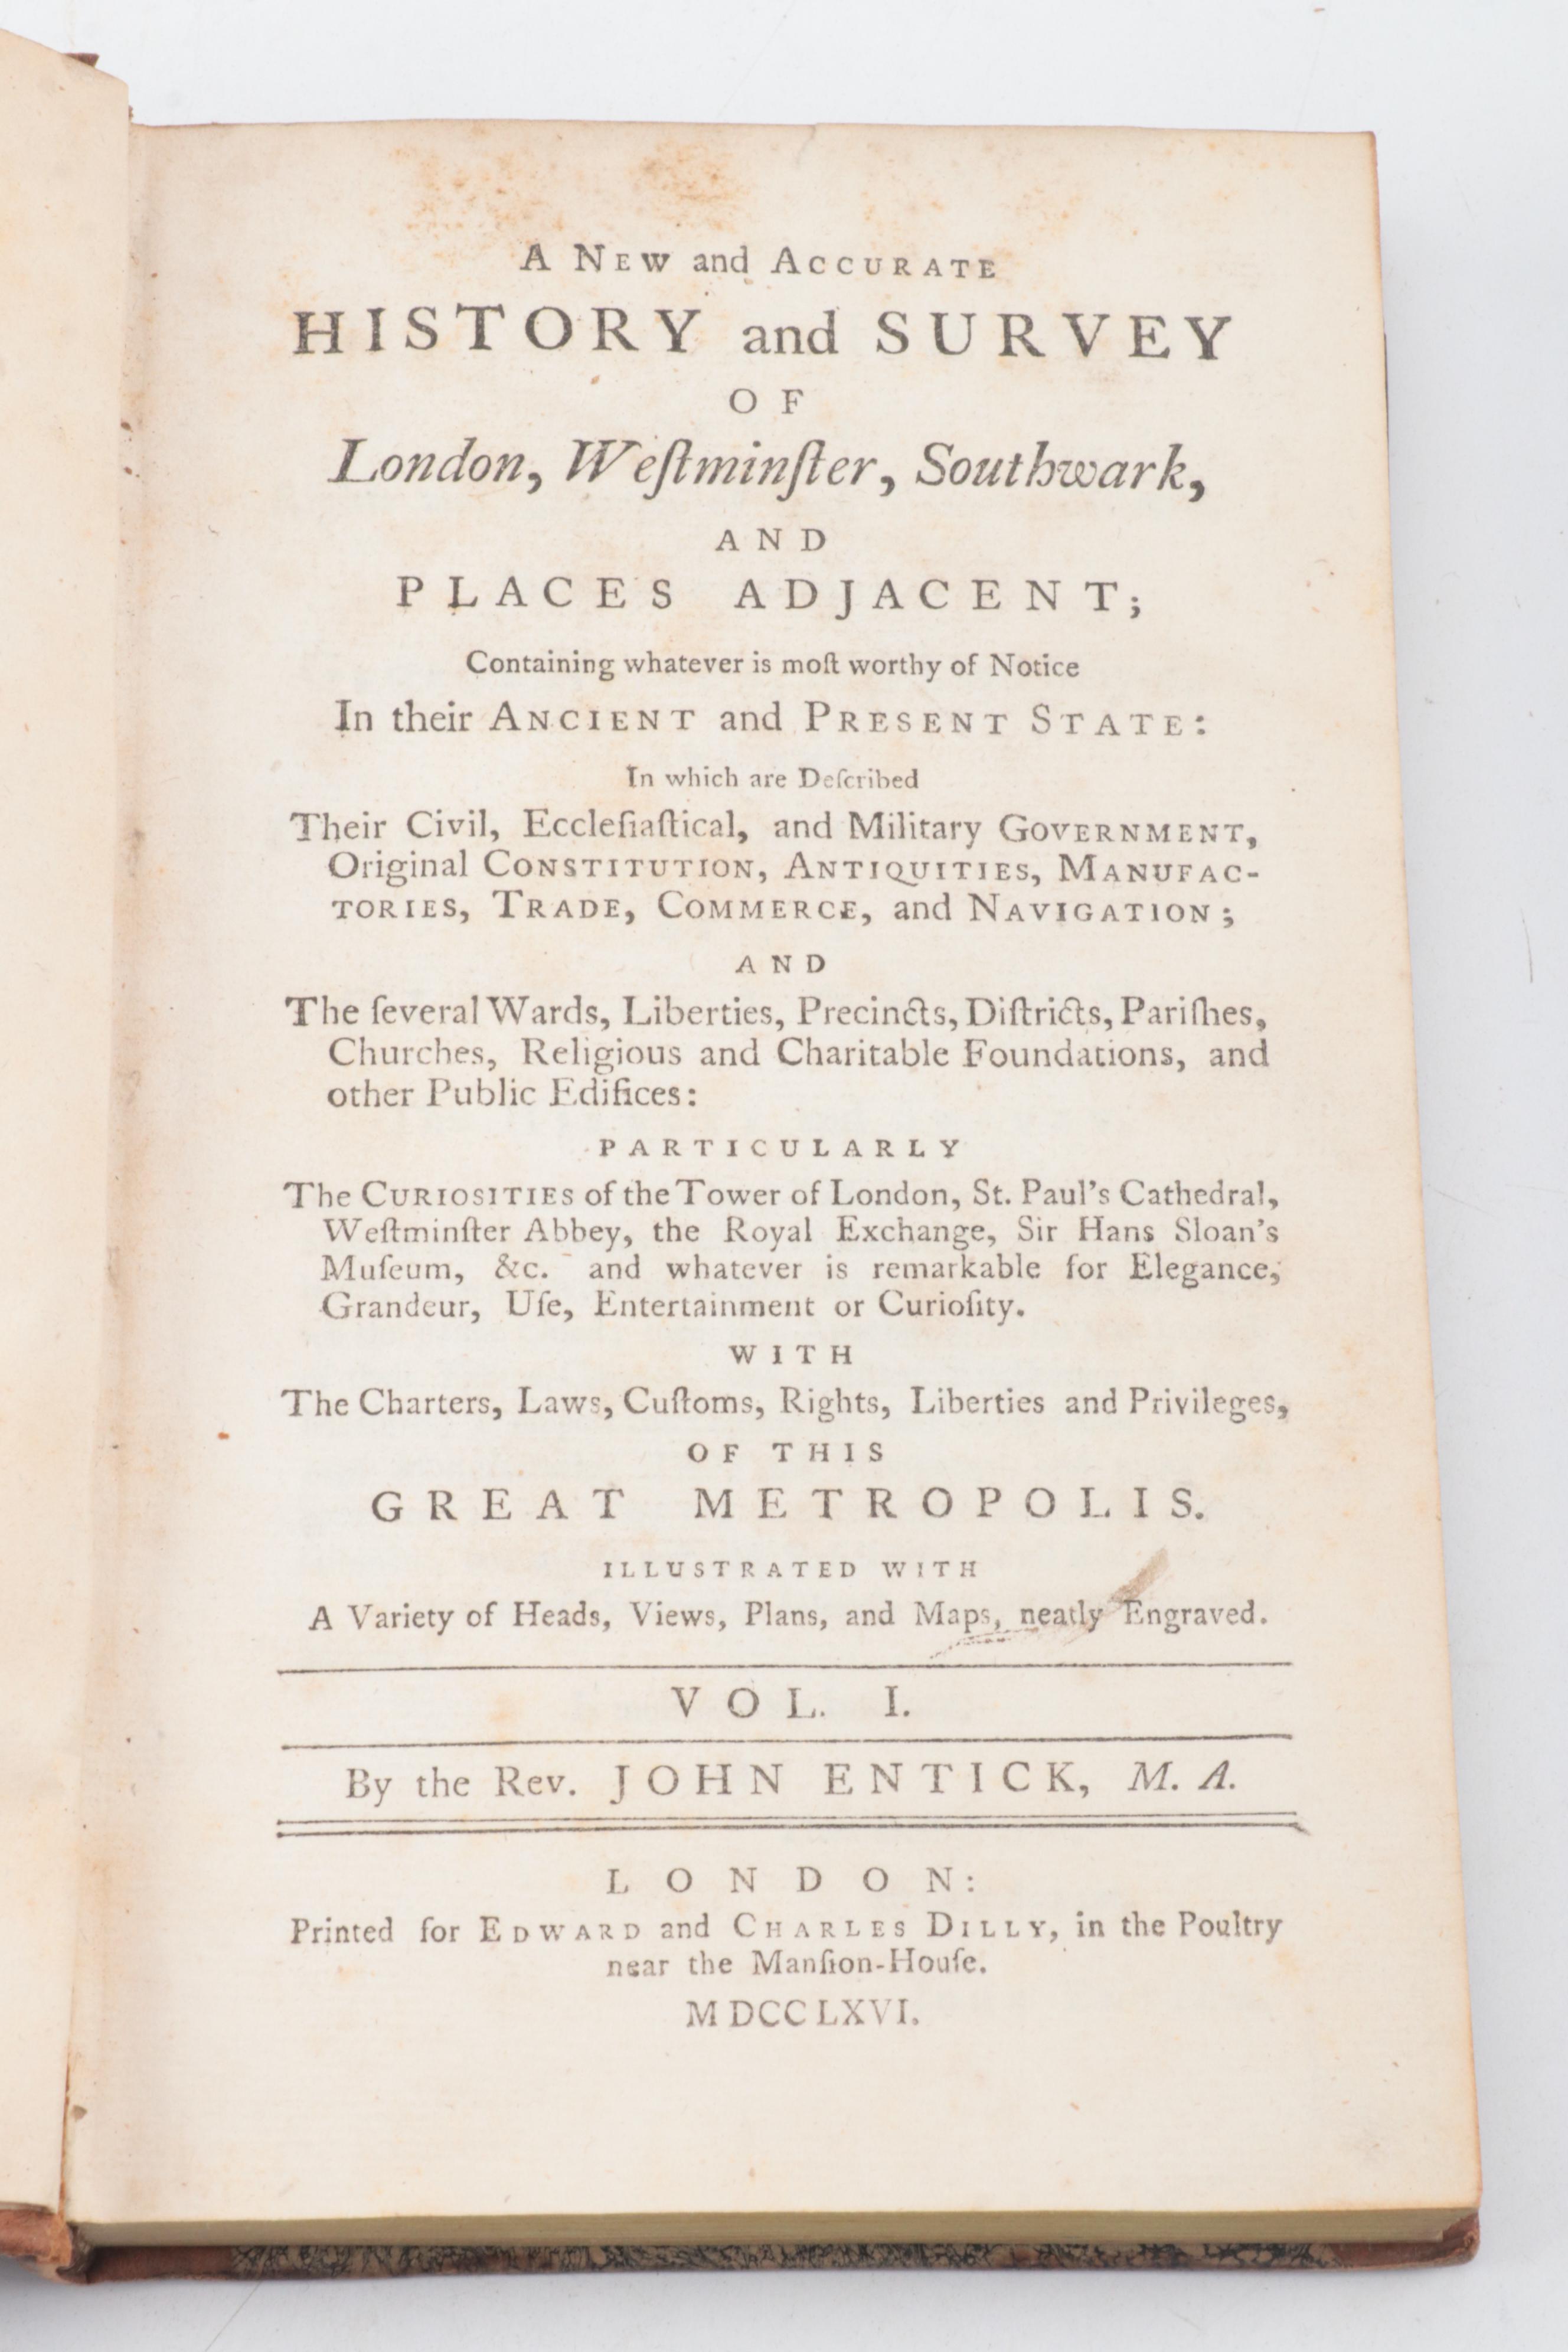 A NEW and ACCURATE
HISTORY and SURVEY
OF
London, Weſtminſter, Southwark,
AND
PLACES ADJACENT;
Containing whatever is moſt worthy of Notice
In their ANCIENT and PRESENT STATE:
In which are Deſcribed
Their Civil, Eccleſiaſtical, and Military GOVERNMENT,
Original CONSTITUTION, ANTIQUITIES, MANUFAC-
TORIES, TRADE, COMMERCE, and NAVIGATION;
AND
The ſeveral Wards, Liberties, Precincts, Diſtricts, Pariſhes,
Churches, Religious and Charitable Foundations, and
other Public Edifices:
PARTICULARLY
The CURIOSITIES of the Tower of London, St. Paul's Cathedral,
Weſtminſter Abbey, the Royal Exchange, Sir Hans Sloan's
Muſeum, &c. and whatever is remarkable for Elegance,
Grandeur, Uſe, Entertainment or Curioſity.
WITH
The Charters, Laws, Cuſtoms, Rights, Liberties and Privileges,
OF THIS
GREAT METROPOLIS.
ILLUSTRATED WITH
A Variety of Heads, Views, Plans, and Maps, neatly Engraved.
VOL. I.
By the Rev. JOHN ENTICK, M. A.
LONDON:
Printed for EDWARD and CHARLES DILLY, in the Poultry
near the Manſion-Houſe.
MDCCLXVI.